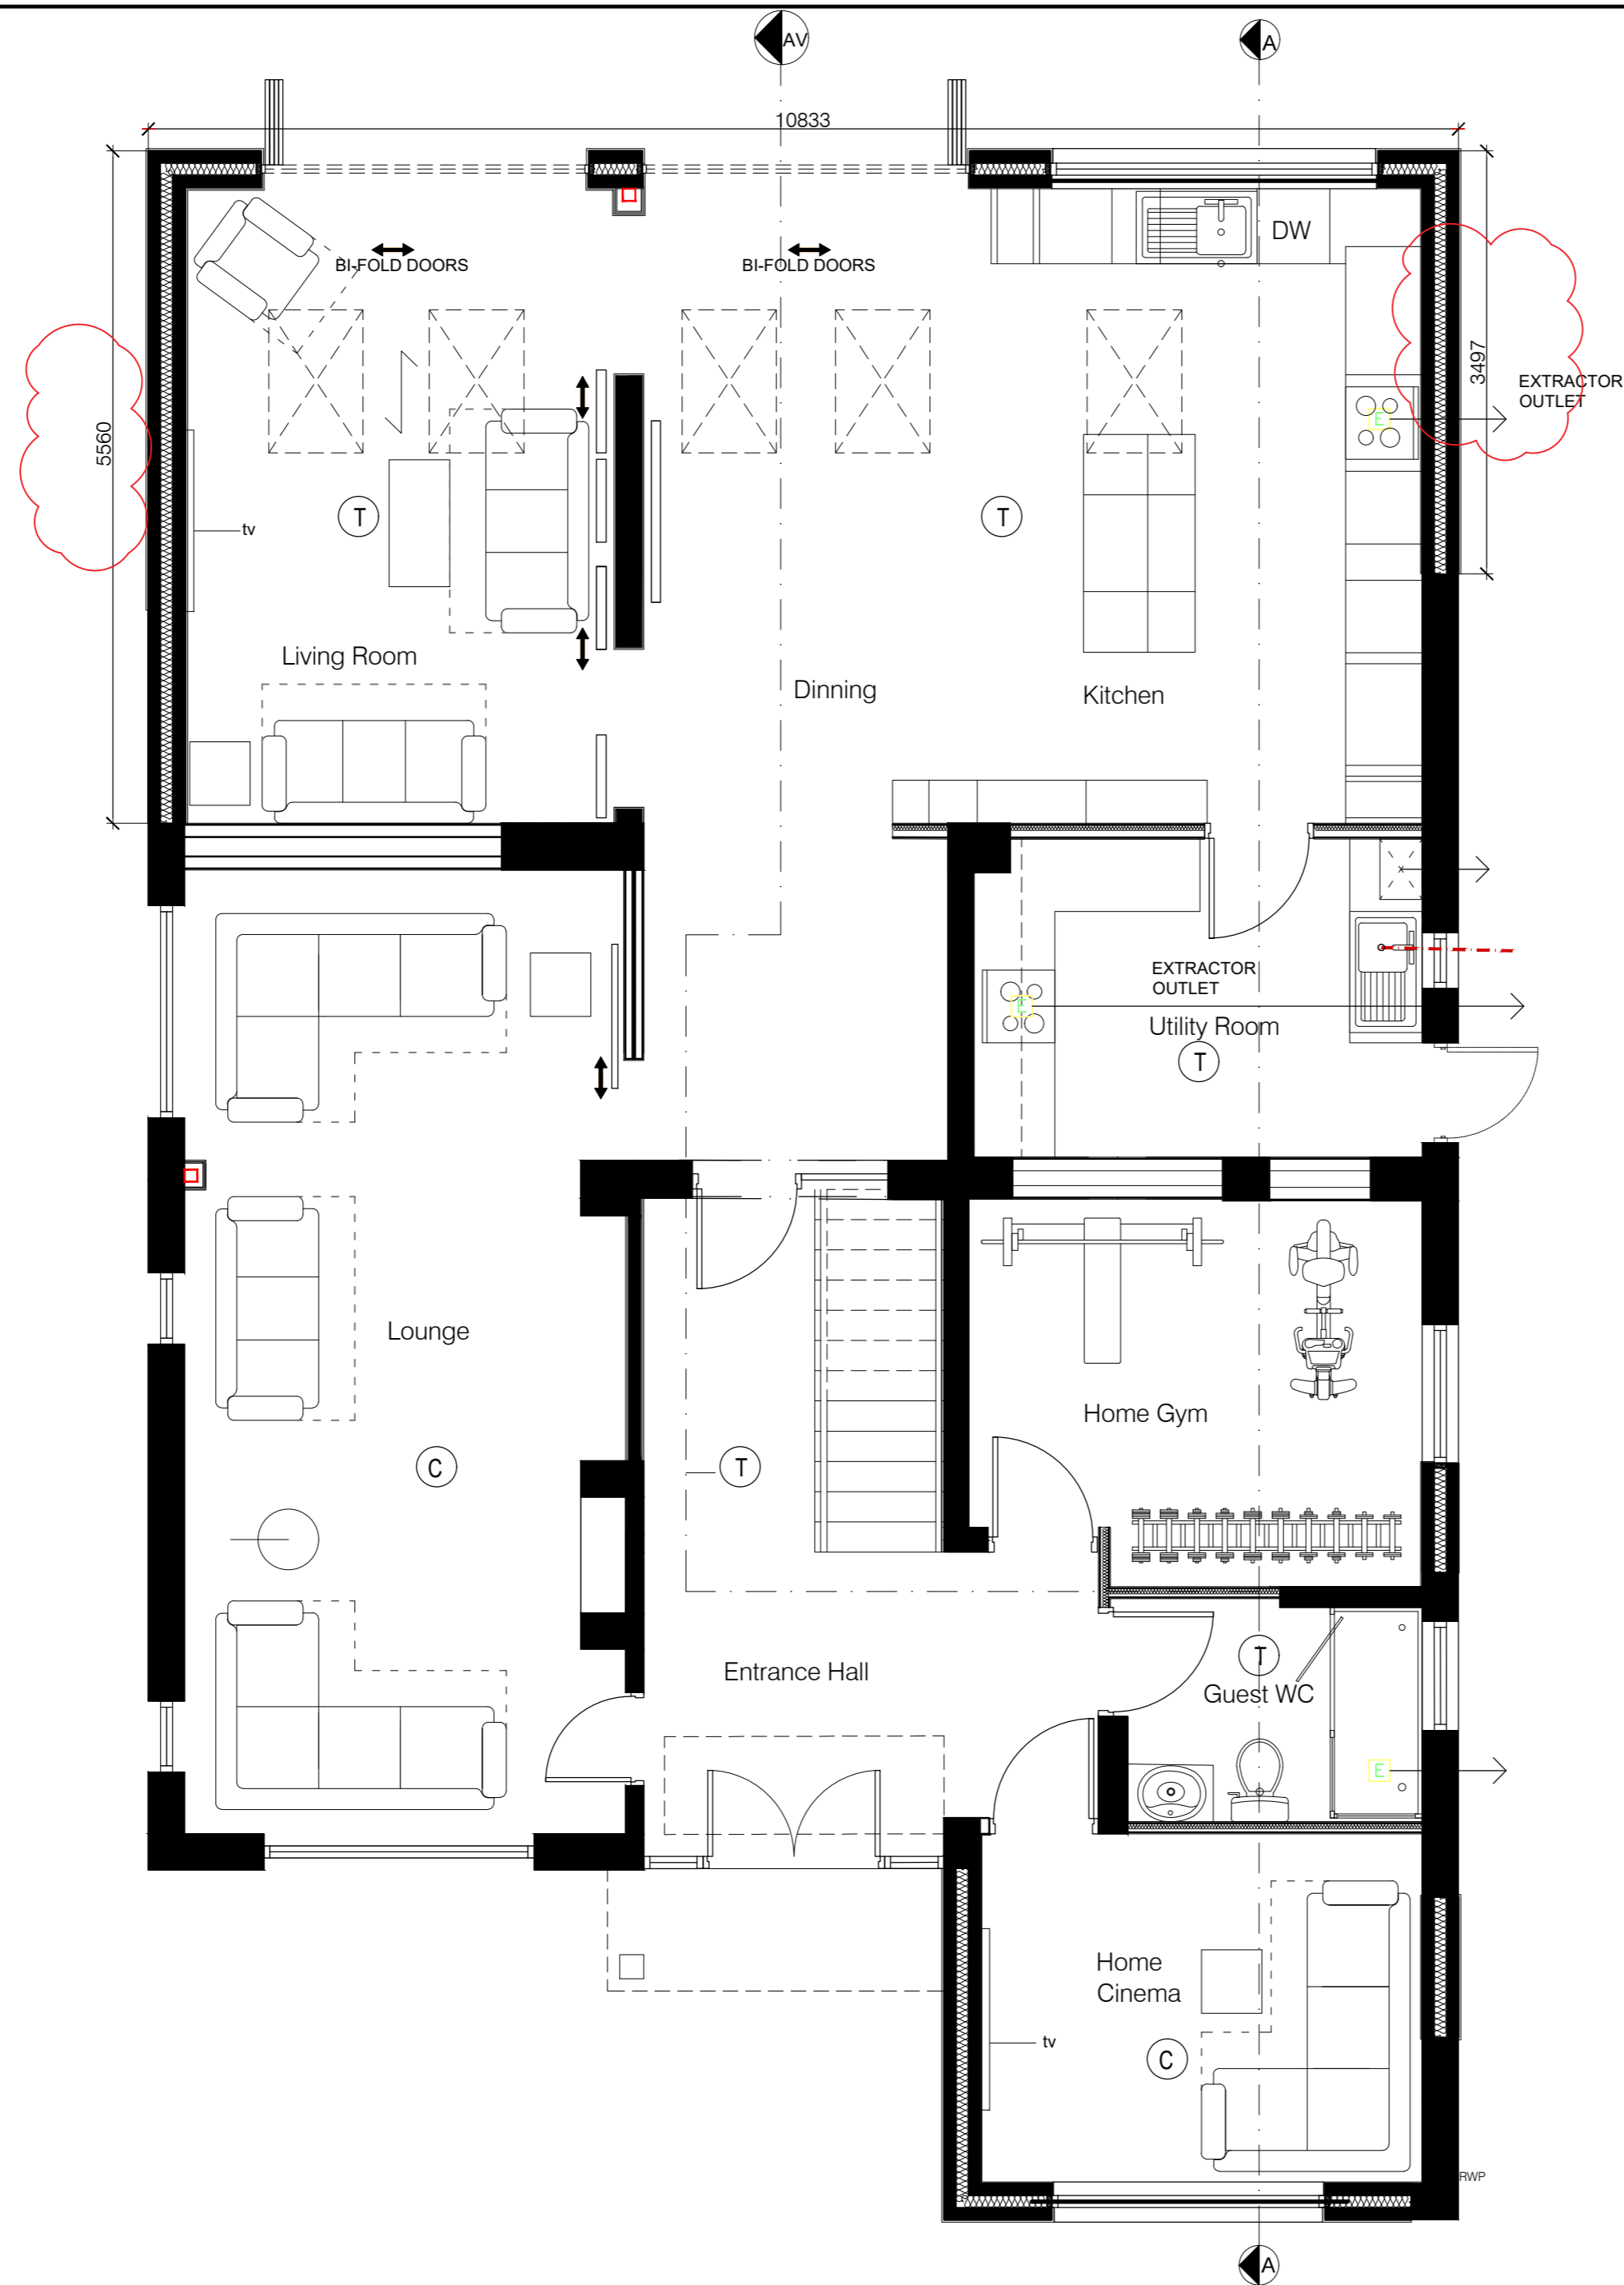 AV
A
10833
DW
BI-FOLD DOORS
BI-FOLD DOORS
3497
EXTRACTOR
OUTLET
E
5560
T
T
tv
Living Room
Dinning
Kitchen
EXTRACTOR
OUTLET
E
Utility Room
T
Lounge
Home Gym
C
T
T
Entrance Hall
Guest WC
E
Home
Cinema
tv
C
RWP
A